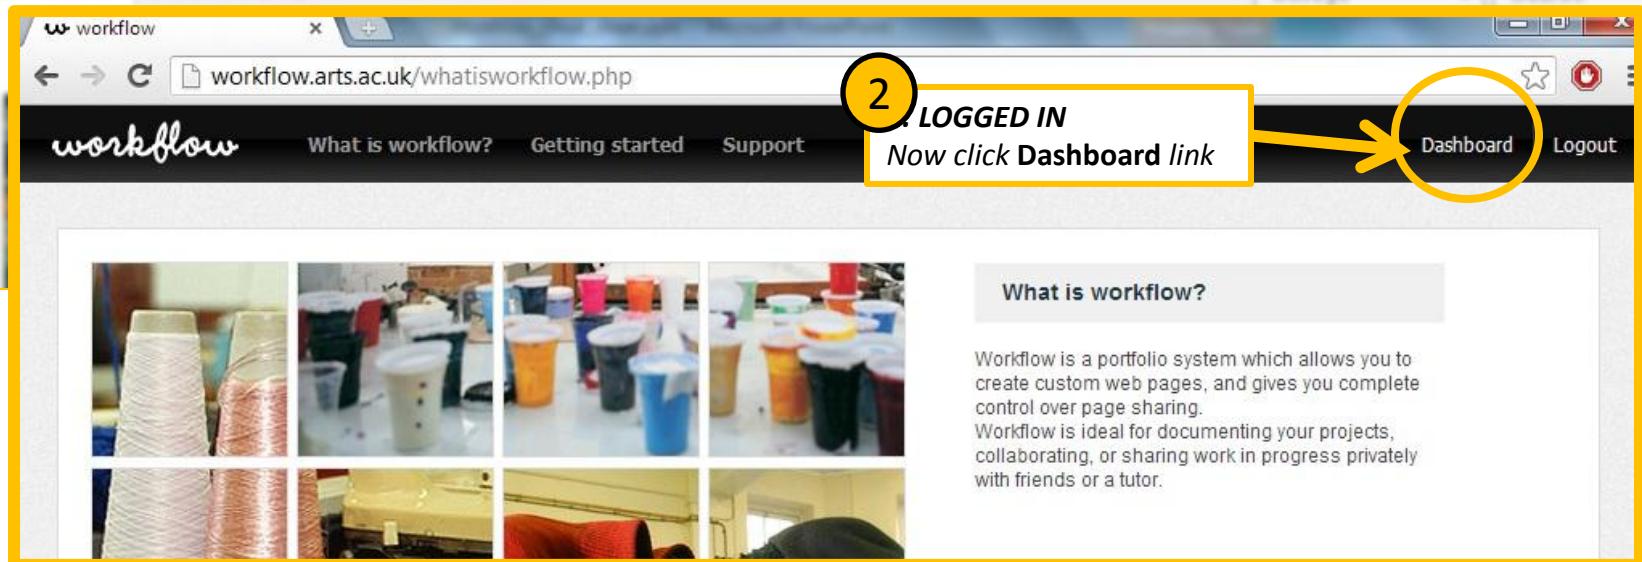 workflow
workflow.arts.ac.uk/whatisworkflow.php
2
. LOGGED IN
Now click Dashboard link
workflow
What is workflow?
Getting started
Support
Dashboard
Logout
What is workflow?
Workflow is a portfolio system which allows you to
create custom web pages, and gives you complete
control over page sharing.
Workflow is ideal for documenting your projects,
collaborating, or sharing work in progress privately
with friends or a tutor.